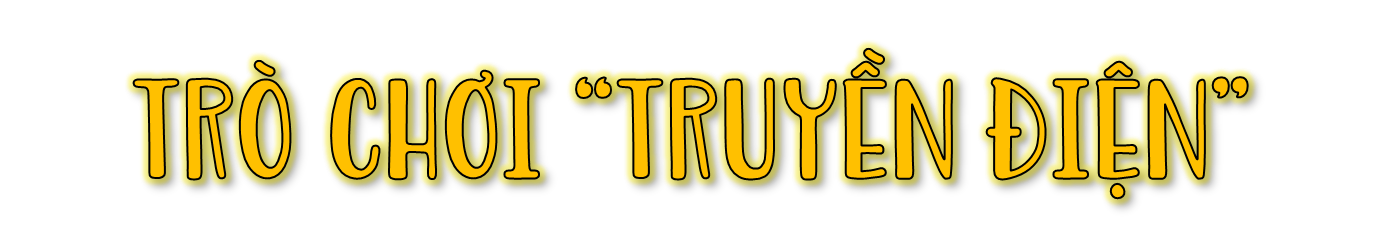 TRÒ CHƠI “TRUYỀN ĐIỆN”